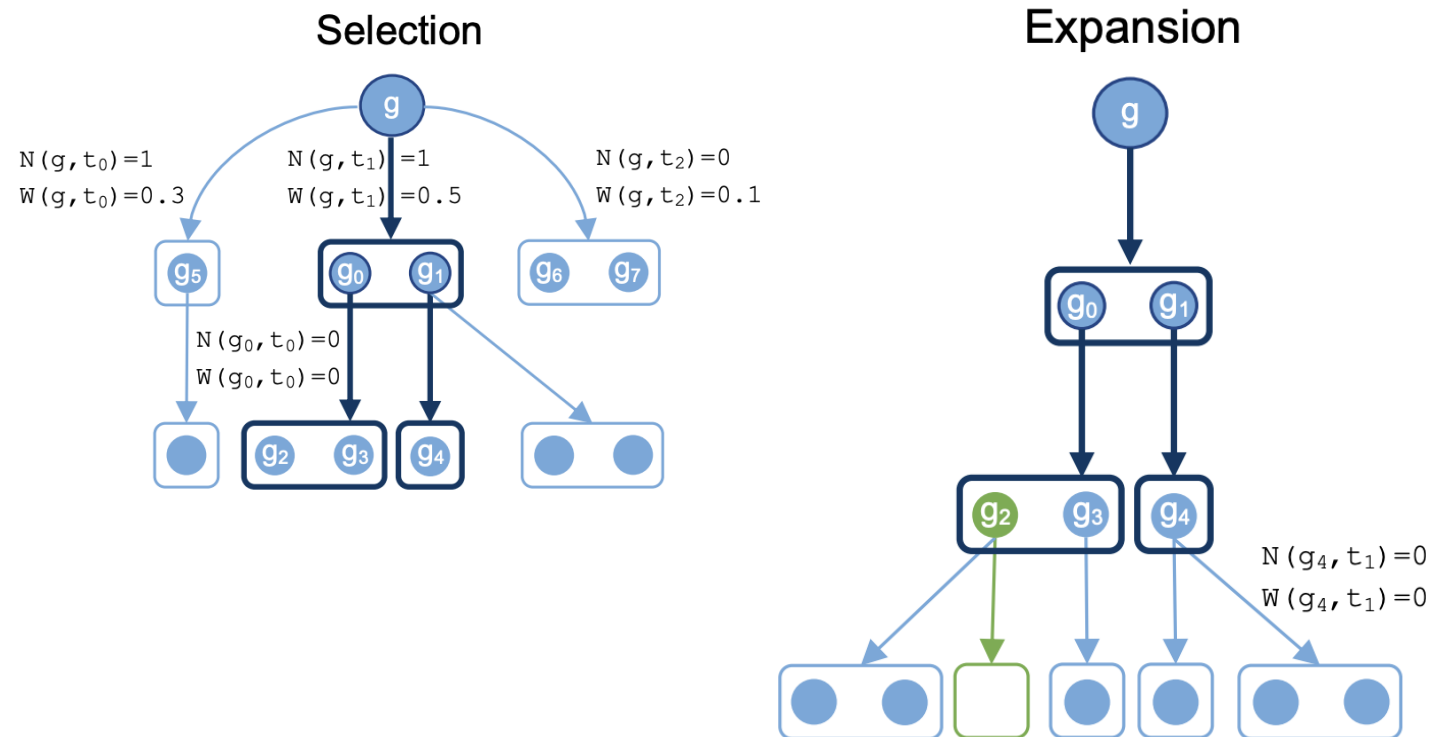 Selection
g
N(g,t₀)=1
W(g,t₀)=0.3
N(g,t₁)=1
W(g,t₁)=0.5
N(g,t₂)=0
W(g,t₂)=0.1
g₅
g₀
g₁
g₆
g₇
N(g₀,t₀)=0
W(g₀,t₀)=0
g₂
g₃
g₄
Expansion
g
g₀
g₁
g₂
g₃
g₄
N(g₄,t₁)=0
W(g₄,t₁)=0